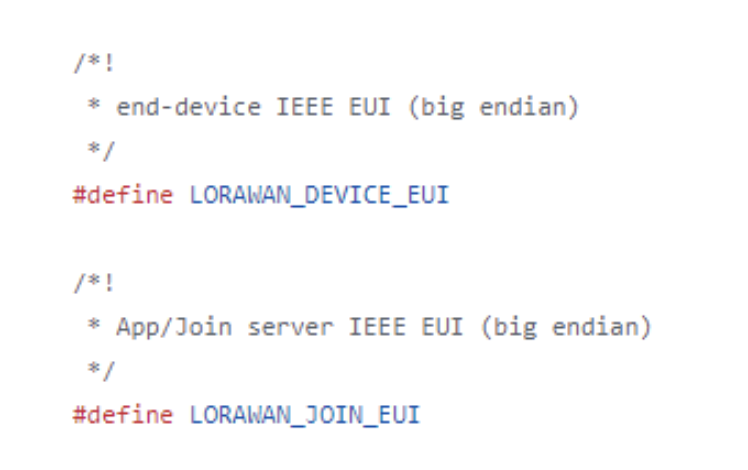 /*!
 * end-device IEEE EUI (big endian)
 */
#define LORAWAN_DEVICE_EUI
/*!
 * App/Join server IEEE EUI (big endian)
 */
#define LORAWAN_JOIN_EUI